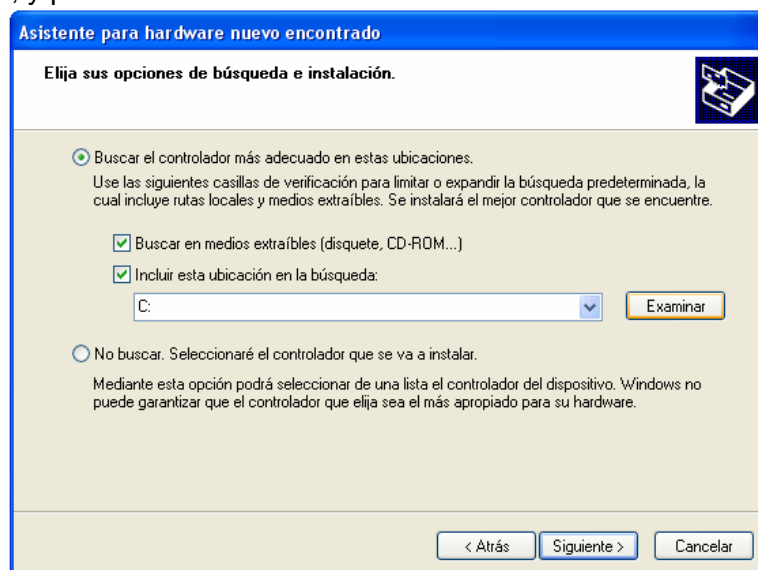 Asistente para hardware nuevo encontrado
Elija sus opciones de búsqueda e instalación.
Buscar el controlador más adecuado en estas ubicaciones.
Use las siguientes casillas de verificación para limitar o expandir la búsqueda predeterminada, la
cual incluye rutas locales y medios extraíbles. Se instalará el mejor controlador que se encuentre.
Buscar en medios extraíbles (disquete, CD-ROM...)
Incluir esta ubicación en la búsqueda:
C:
Examinar
No buscar. Seleccionaré el controlador que se va a instalar.
Mediante esta opción podrá seleccionar de una lista el controlador del dispositivo. Windows no
puede garantizar que el controlador que elija sea el más apropiado para su hardware.
< Atrás
Siguiente >
Cancelar